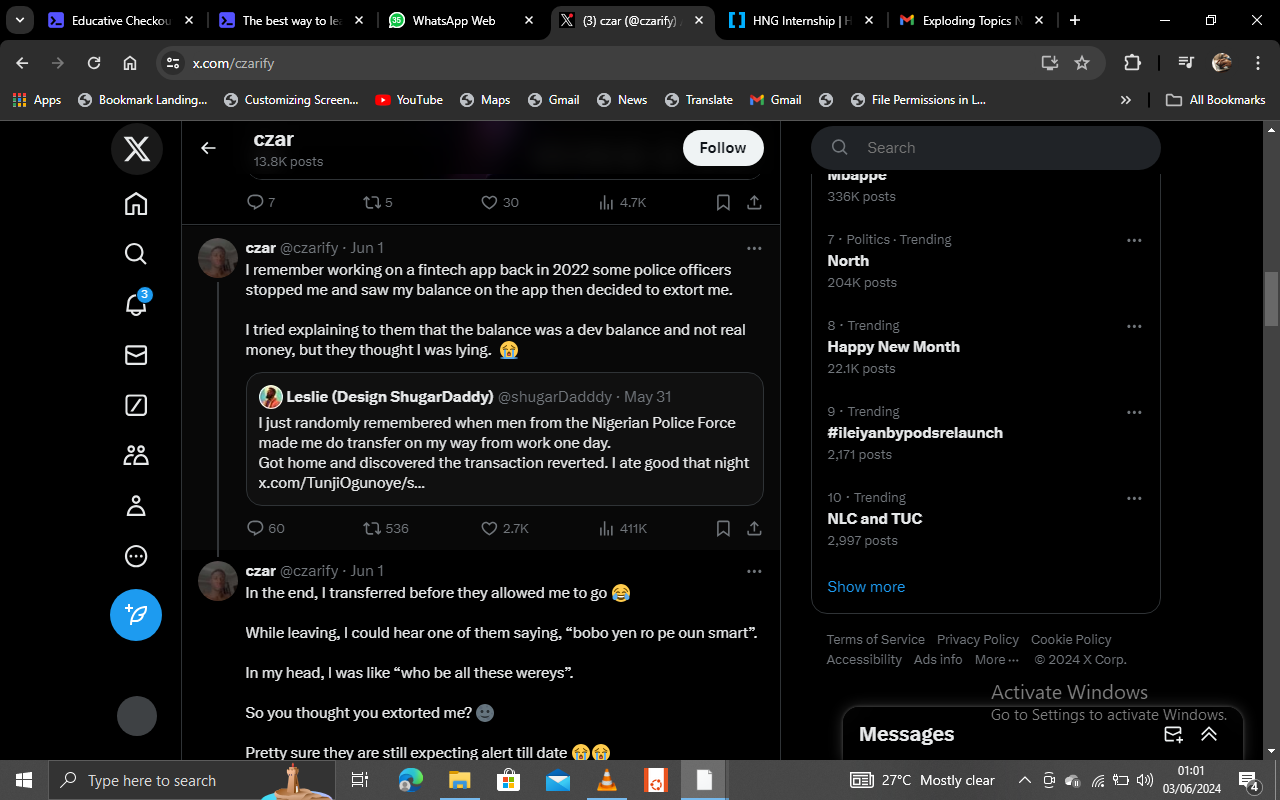 Educative Checkou
The best way to lea
WhatsApp Web
(3) czar (@czarify)
HNG Internship | H
Exploding Topics N
x.com/czarify
Apps
Bookmark Landing...
Customizing Screen...
YouTube
Maps
Gmail
News
Translate
Gmail
File Permissions in L...
All Bookmarks
czar
13.8K posts
Follow
7 5 30 4.7K
czar @czarify · Jun 1
I remember working on a fintech app back in 2022 some police officers
stopped me and saw my balance on the app then decided to extort me.
I tried explaining to them that the balance was a dev balance and not real
money, but they thought I was lying. 😭
Leslie (Design ShugarDaddy) @shugarDadddy · May 31
I just randomly remembered when men from the Nigerian Police Force
made me do transfer on my way from work one day.
Got home and discovered the transaction reverted. I ate good that night
x.com/TunjiOgunoye/s...
60 536 2.7K 411K
czar @czarify · Jun 1
In the end, I transferred before they allowed me to go 😂
While leaving, I could hear one of them saying, “bobo yen ro pe oun smart”.
In my head, I was like “who be all these wereys”.
So you thought you extorted me? 🌚
Pretty sure they are still expecting alert till date 😭😭
3
Search
Mbappe
336K posts
7 · Politics · Trending
North
204K posts
8 · Trending
Happy New Month
22.1K posts
9 · Trending
#ileiyanbypodsrelaunch
2,171 posts
10 · Trending
NLC and TUC
2,997 posts
Show more
Terms of Service Privacy Policy Cookie Policy
Accessibility Ads info More ··· © 2024 X Corp.
Activate Windows
Go to Settings to activate Windows.
Messages
Type here to search
27°C Mostly clear
01:01
03/06/2024
4